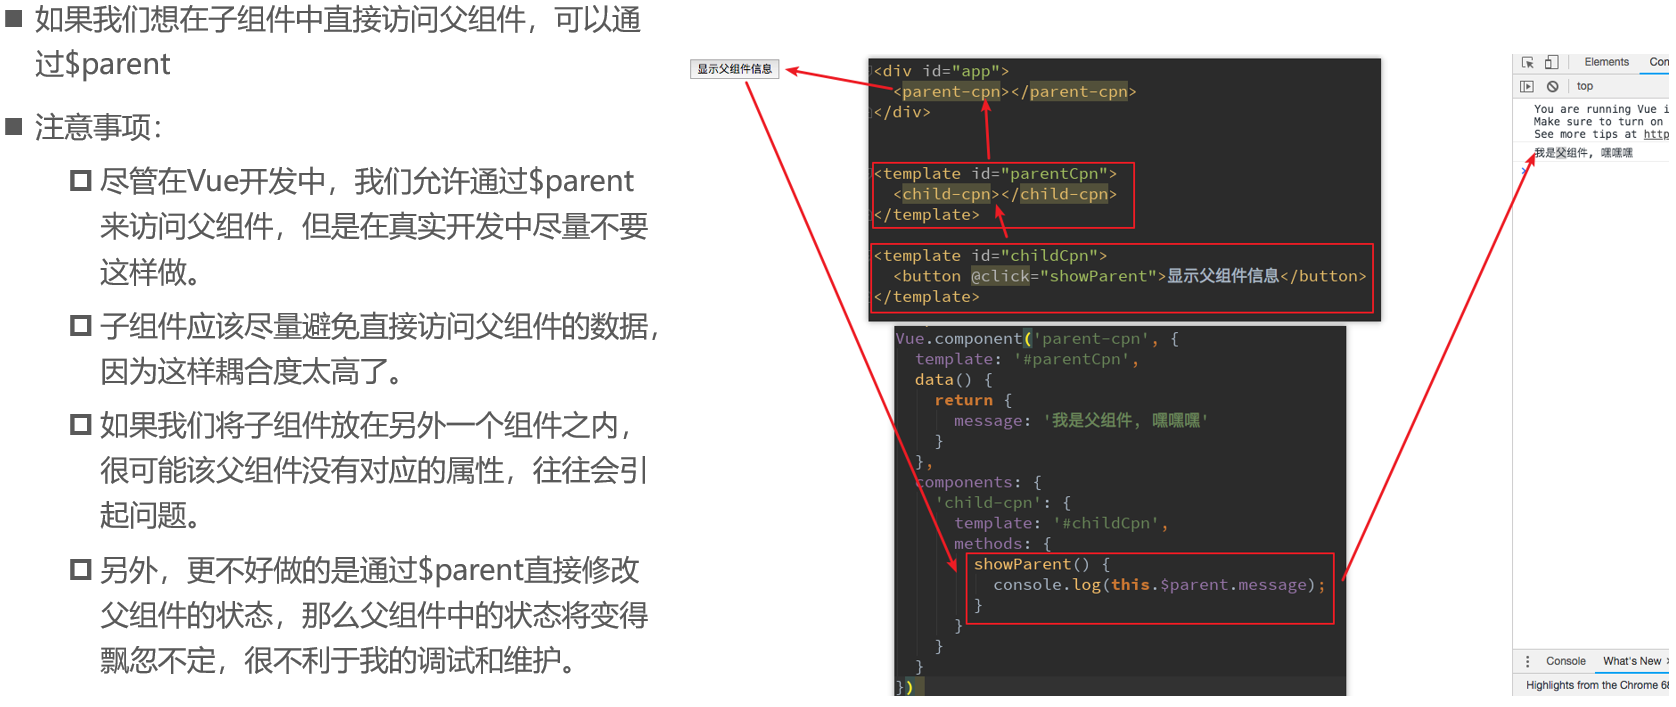 如果我们想在子组件中直接访问父组件，可以通
过$parent
注意事项：
尽管在Vue开发中，我们允许通过$parent
来访问父组件，但是在真实开发中尽量不要
这样做。
子组件应该尽量避免直接访问父组件的数据，
因为这样耦合度太高了。
如果我们将子组件放在另外一个组件之内，
很可能该父组件没有对应的属性，往往会引
起问题。
另外，更不好做的是通过$parent直接修改
父组件的状态，那么父组件中的状态将变得
飘忽不定，很不利于我的调试和维护。
显示父组件信息
<div id="app">
<parent-cpn></parent-cpn>
</div>
<template id="parentCpn">
<child-cpn></child-cpn>
</template>
<template id="childCpn">
<button @click="showParent">显示父组件信息</button>
</template>
Vue.component('parent-cpn', {
template: '#parentCpn',
data() {
return {
message: '我是父组件, 嘿嘿嘿'
}
},
components: {
'child-cpn': {
template: '#childCpn',
methods: {
showParent() {
console.log(this.$parent.message);
}
}
}
}
})
Elements Con
top
You are running Vue i
Make sure to turn on
See more tips at http
我是父组件, 嘿嘿嘿
Console What's New
Highlights from the Chrome 68